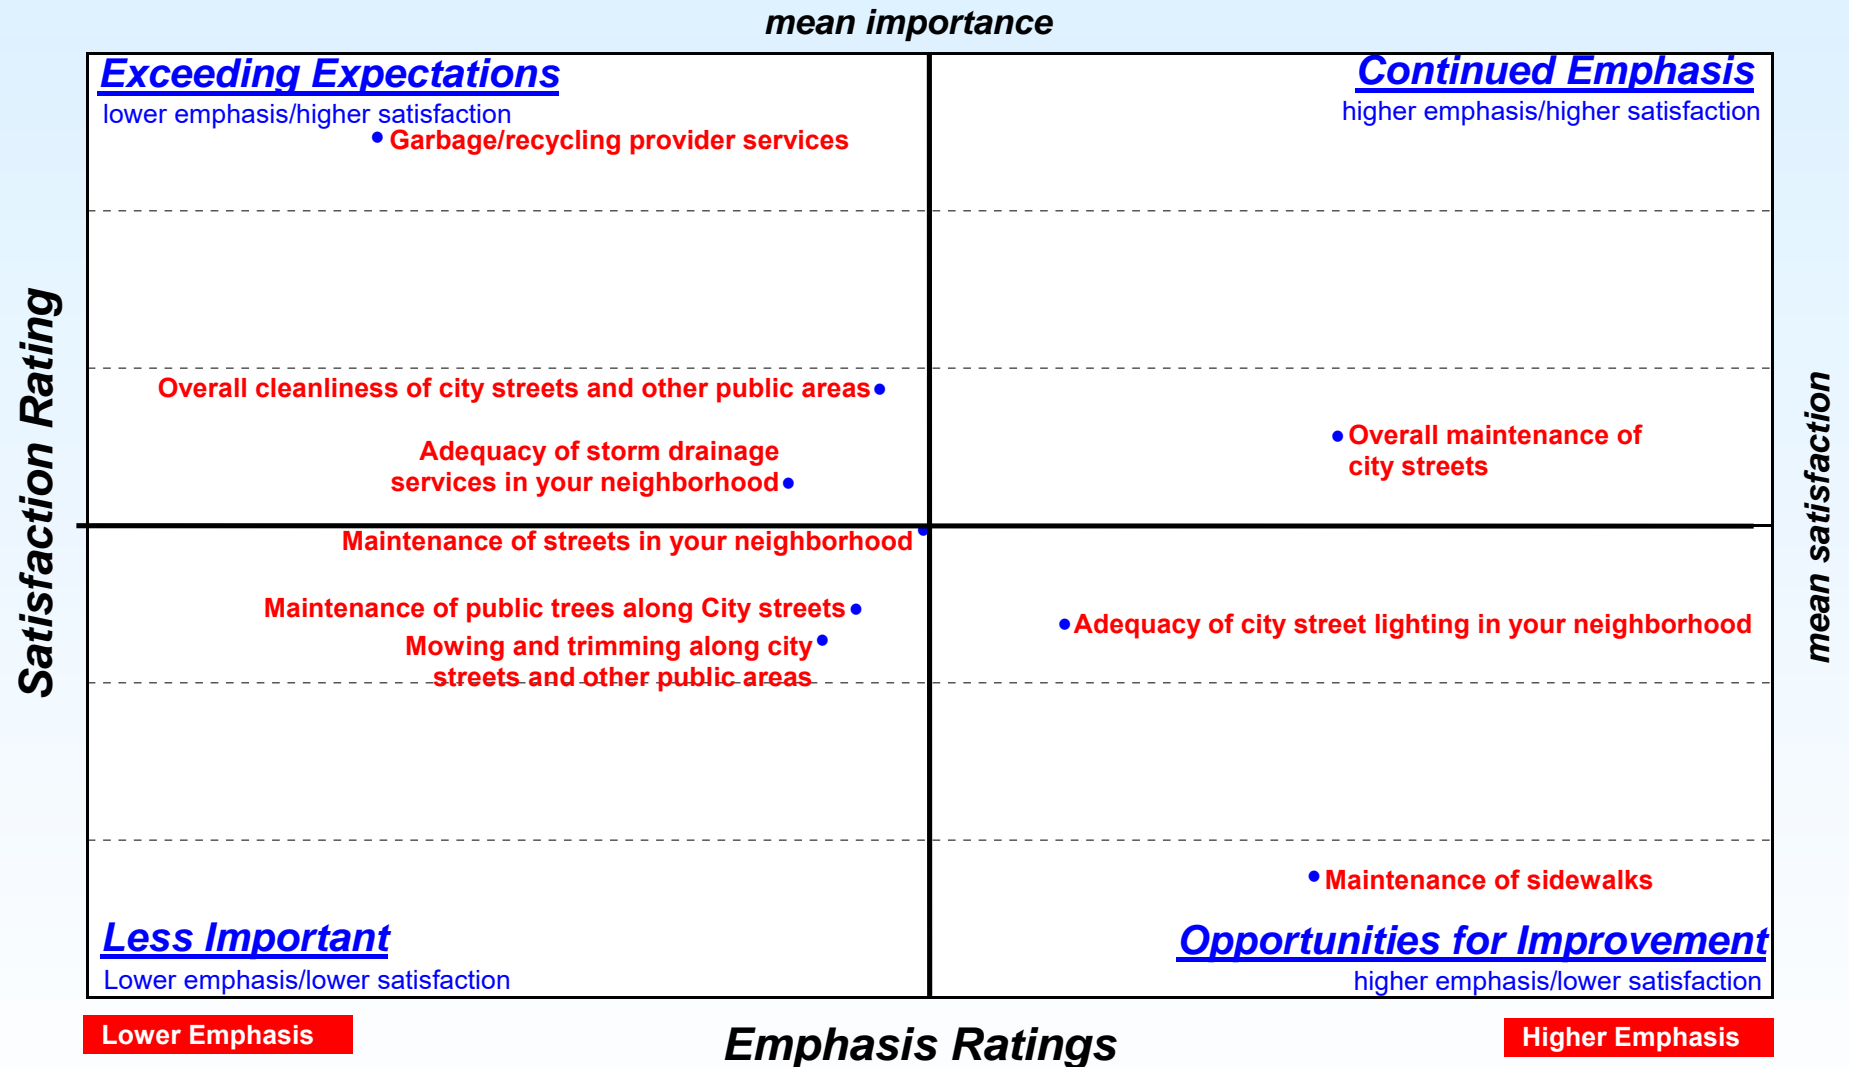 mean importance
Exceeding Expectations
lower emphasis/higher satisfaction
Continued Emphasis
higher emphasis/higher satisfaction
Garbage/recycling provider services
Overall cleanliness of city streets and other public areas
Adequacy of storm drainage
services in your neighborhood
Overall maintenance of
city streets
Satisfaction Rating
mean satisfaction
Maintenance of streets in your neighborhood
Maintenance of public trees along City streets
Mowing and trimming along city
streets and other public areas
Adequacy of city street lighting in your neighborhood
Maintenance of sidewalks
Less Important
Lower emphasis/lower satisfaction
Opportunities for Improvement
higher emphasis/lower satisfaction
Lower Emphasis
Emphasis Ratings
Higher Emphasis